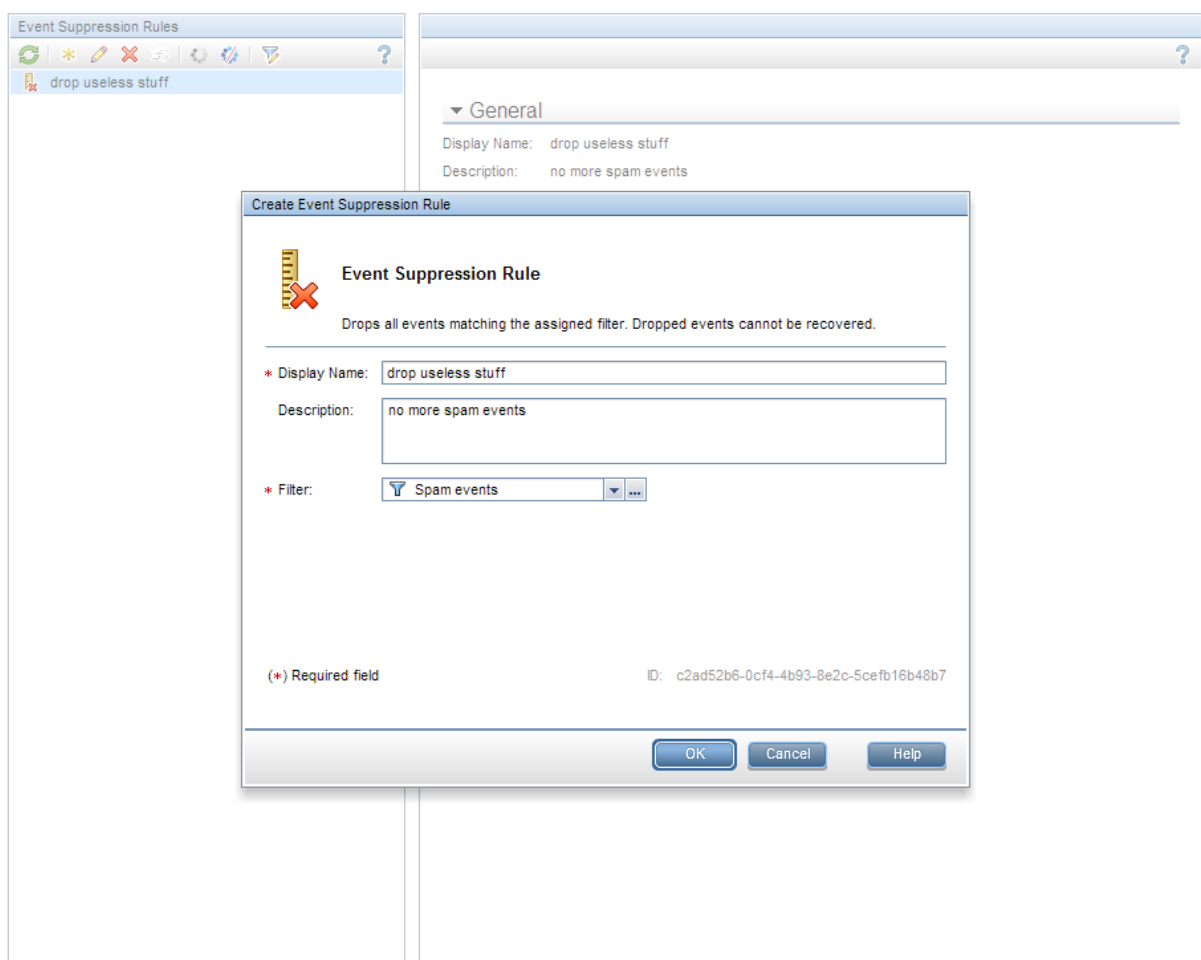 Event Suppression Rules
?
?
drop useless stuff
General
Display Name: drop useless stuff
Description: no more spam events
Create Event Suppression Rule
Event Suppression Rule
Drops all events matching the assigned filter. Dropped events cannot be recovered.
* Display Name: drop useless stuff
Description: no more spam events
* Filter: Spam events ...
(*) Required field ID: c2ad52b6-0cf4-4b93-8e2c-5cefb16b48b7
OK Cancel Help